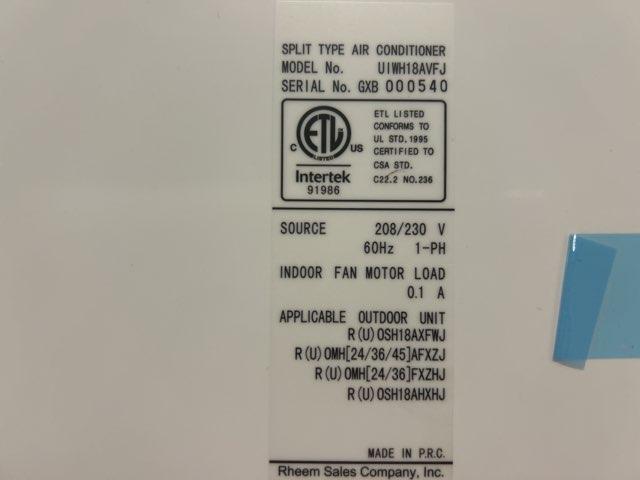 SPLIT TYPE AIR CONDITIONER
MODEL No. UIWH18AVFJ
SERIAL No. GXB 000540
ETL
LISTED
C US
Intertek
91986
ETL LISTED
CONFORMS TO
UL STD. 1995
CERTIFIED TO
CSA STD.
C22.2 NO.236
SOURCE 208/230 V
60Hz 1-PH
INDOOR FAN MOTOR LOAD
0.1 A
APPLICABLE OUTDOOR UNIT
R(U)OSH18AXFWJ
R(U)OMH[24/36/45]AFXZJ
R(U)OMH[24/36]FXZHJ
R(U)OSH18AHXHJ
MADE IN P.R.C.
Rheem Sales Company, Inc.